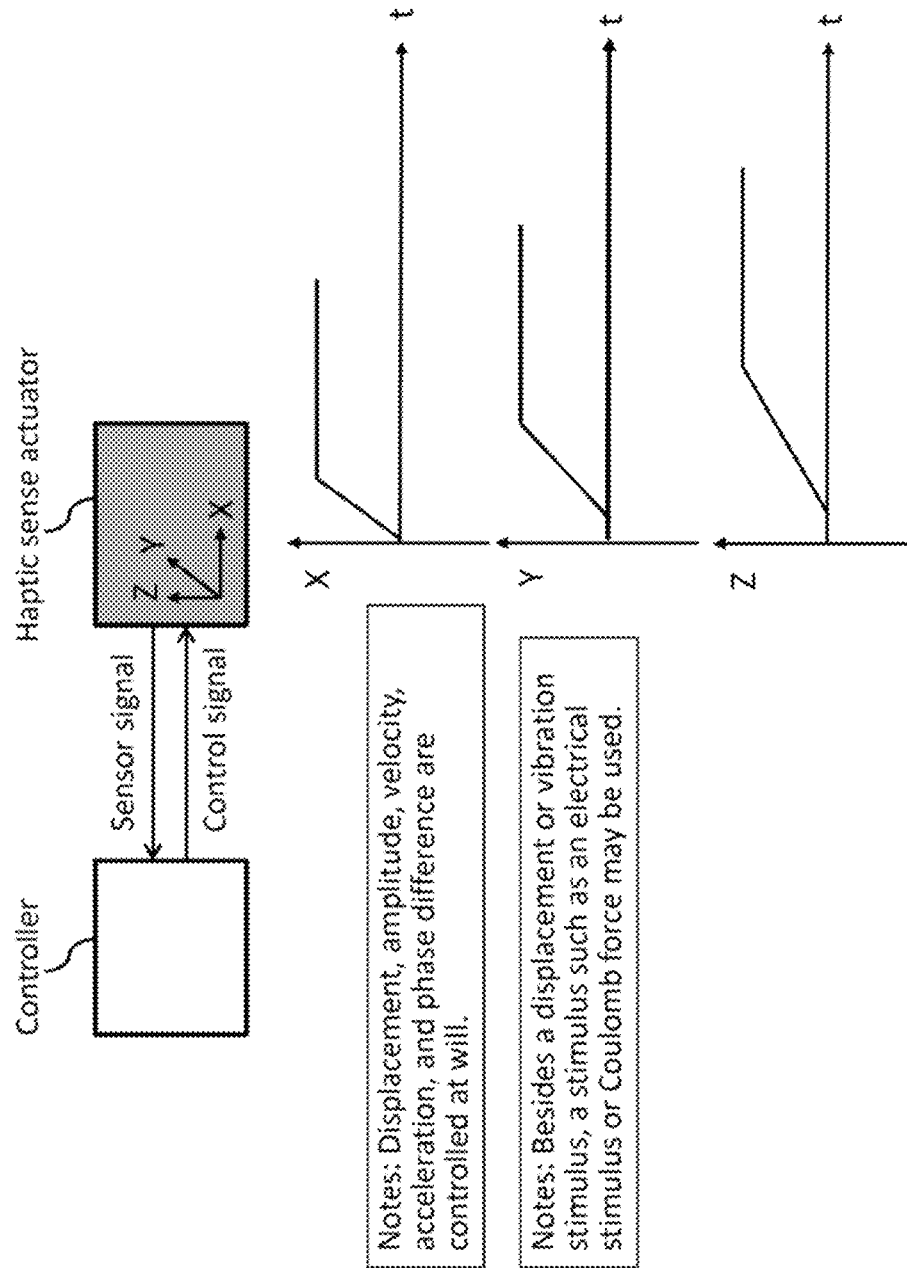 Controller
Haptic sense actuator
Sensor signal
Control signal
Z
Y
X
Notes: Displacement, amplitude, velocity,
acceleration, and phase difference are
controlled at will.
Notes: Besides a displacement or vibration
stimulus, a stimulus such as an electrical
stimulus or Coulomb force may be used.
X
t
Y
t
Z
t